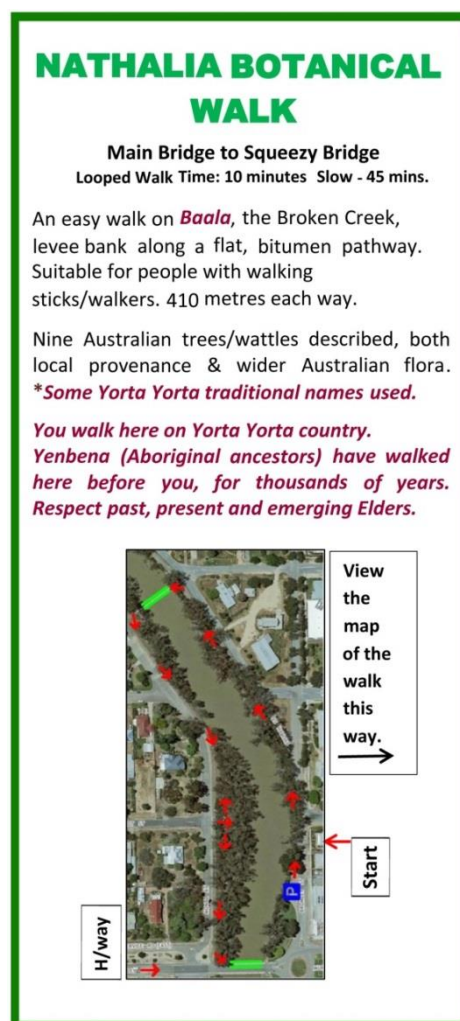 NATHALIA BOTANICAL
WALK
Main Bridge to Squeezy Bridge
Looped Walk Time: 10 minutes Slow - 45 mins.
An easy walk on Baala, the Broken Creek,
levee bank along a flat, bitumen pathway.
Suitable for people with walking
sticks/walkers. 410 metres each way.
Nine Australian trees/wattles described, both
local provenance & wider Australian flora.
*Some Yorta Yorta traditional names used.
You walk here on Yorta Yorta country.
Yenbena (Aboriginal ancestors) have walked
here before you, for thousands of years.
Respect past, present and emerging Elders.
View
the
map
of the
walk
this
way.
Start
P
H/way